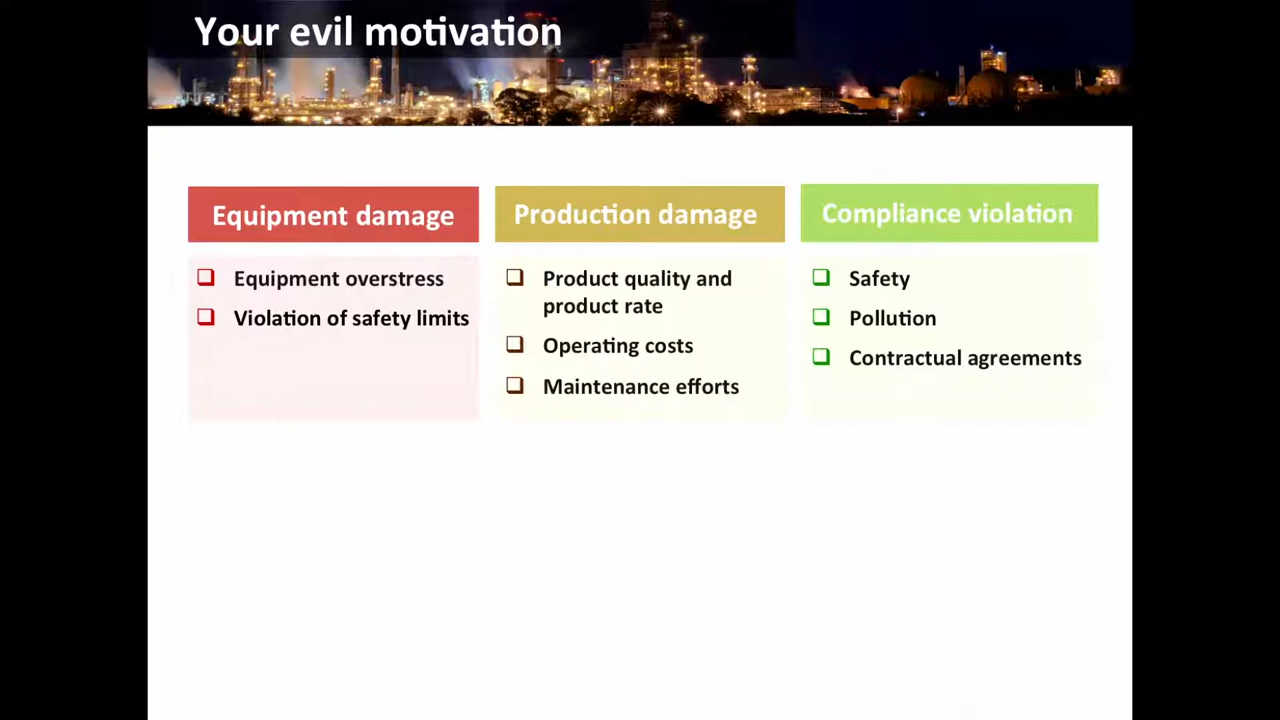 Your evil motivation
Equipment damage
Equipment overstress
Violation of safety limits
Production damage
Product quality and
product rate
Operating costs
Maintenance efforts
Compliance violation
Safety
Pollution
Contractual agreements